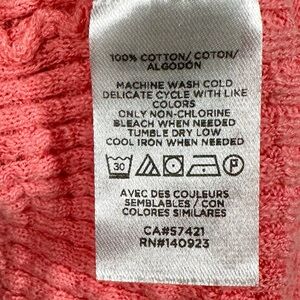 100% COTTON/ COTON/
ALGODON
MACHINE WASH COLD
DELICATE CYCLE WITH LIKE
COLORS
ONLY NON-CHLORINE
BLEACH WHEN NEEDED
TUMBLE DRY LOW
COOL IRON WHEN NEEDED
30 P
AVEC DES COULEURS
SEMBLABLES / CON
COLORES SIMILARES
CA#57421
RN#140923